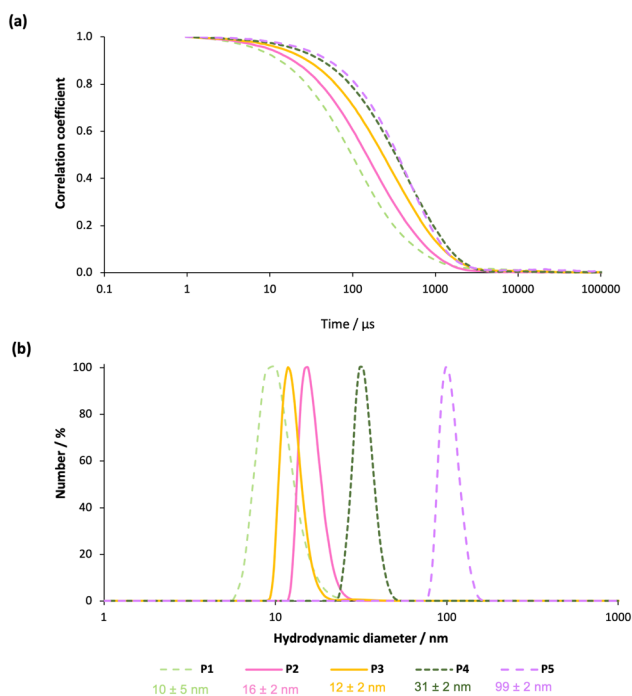 (a)
Correlation coefficient
1.0
0.8
0.6
0.4
0.2
0.0
0.1 1 10 100 1000 10000 100000
Time / μs
(b)
Number / %
100
80
60
40
20
0
1 10 100 1000
Hydrodynamic diameter / nm
P1 P2 P3 P4 P5
10 ± 5 nm 16 ± 2 nm 12 ± 2 nm 31 ± 2 nm 99 ± 2 nm